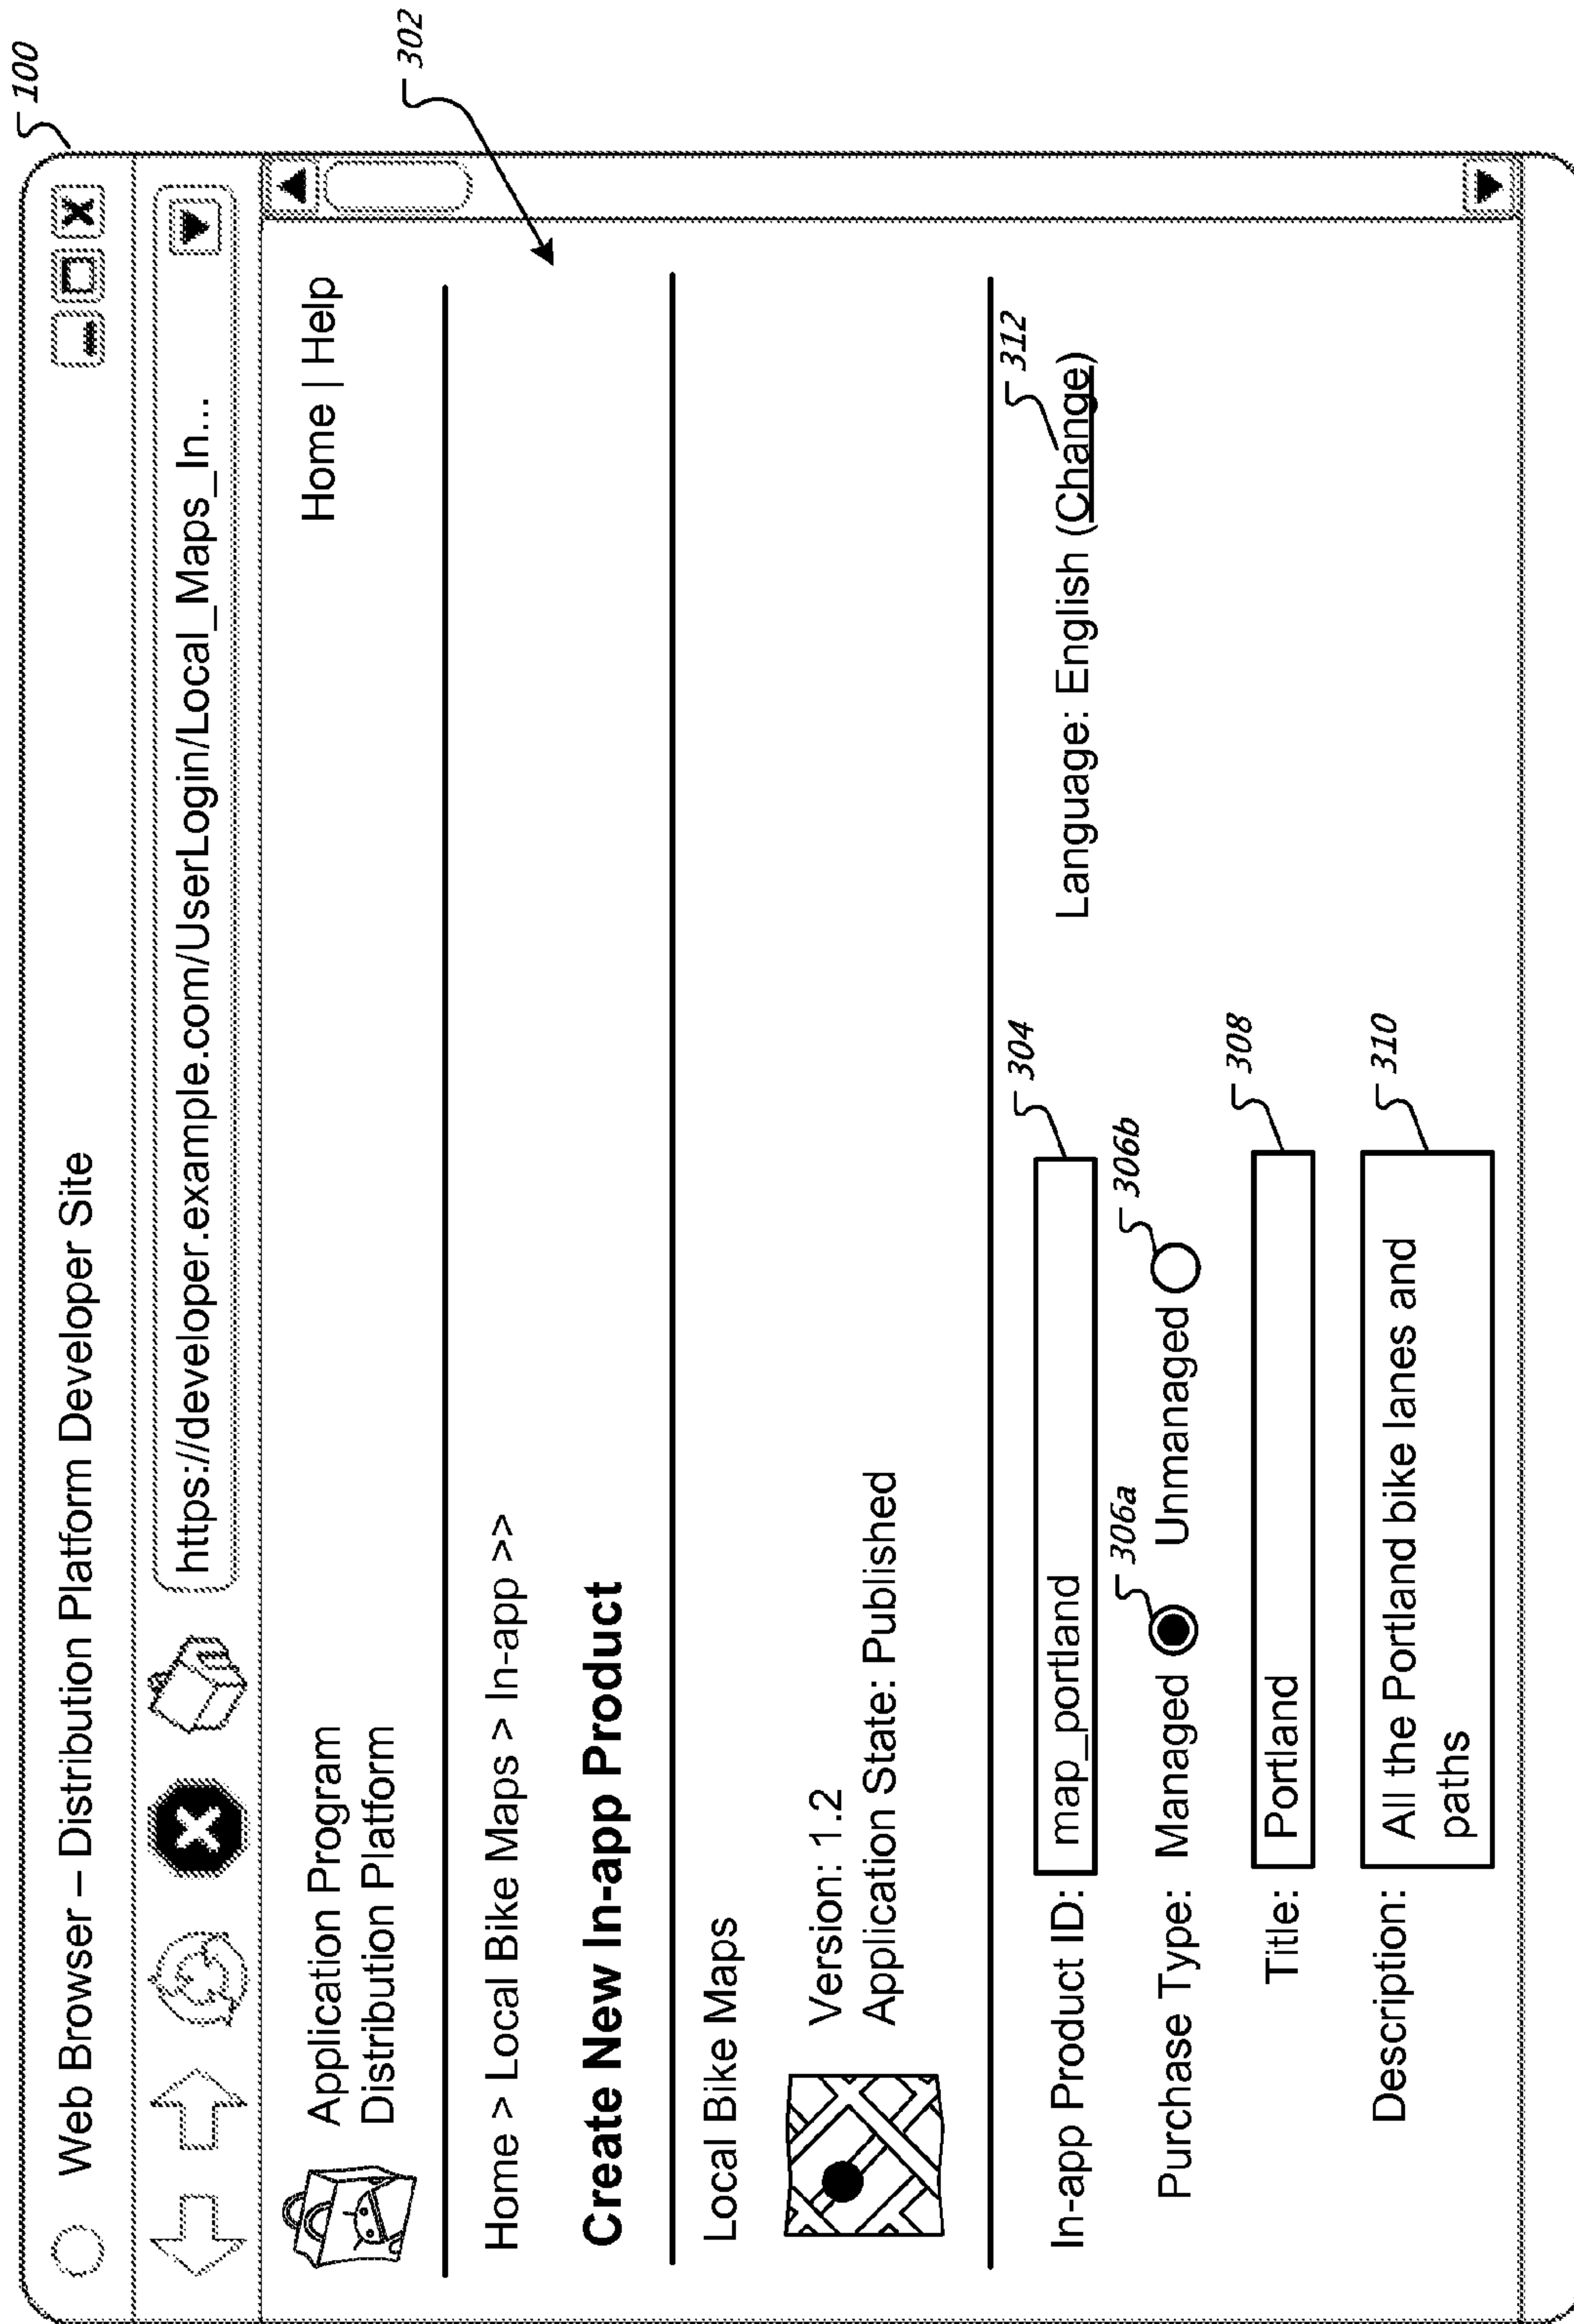 100
Web Browser – Distribution Platform Developer Site
https://developer.example.com/UserLogin/Local_Maps_In...
Application Program
Distribution Platform
Home | Help
302
Home > Local Bike Maps > In-app >>
Create New In-app Product
Local Bike Maps
Version: 1.2
Application State: Published
In-app Product ID: map_portland 304
Language: English (Change) 312
Purchase Type: Managed 306a Unmanaged 306b
Title: Portland 308
Description: All the Portland bike lanes and
paths
310